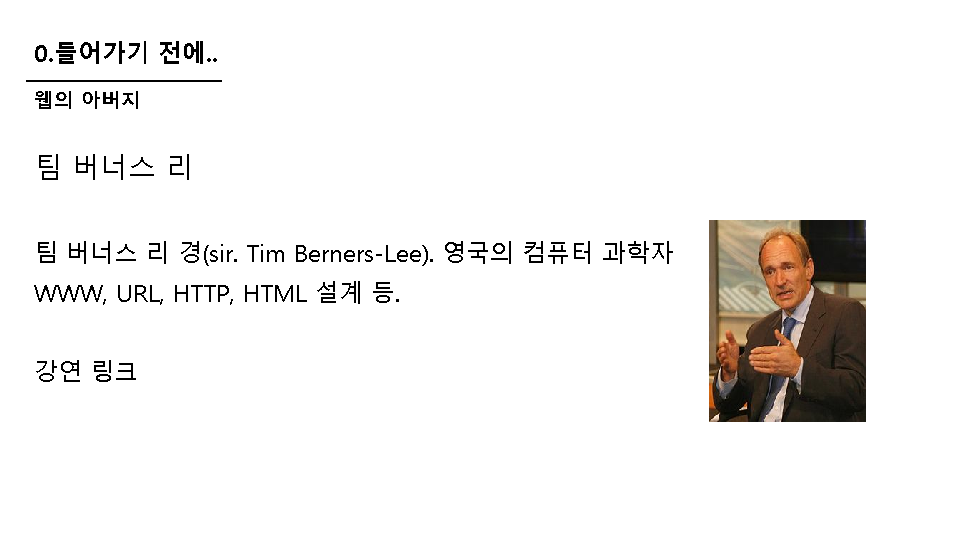 0.들어가기 전에..
웹의 아버지
팀 버너스 리
팀 버너스 리 경(sir. Tim Berners-Lee). 영국의 컴퓨터 과학자
WWW, URL, HTTP, HTML 설계 등.
강연 링크